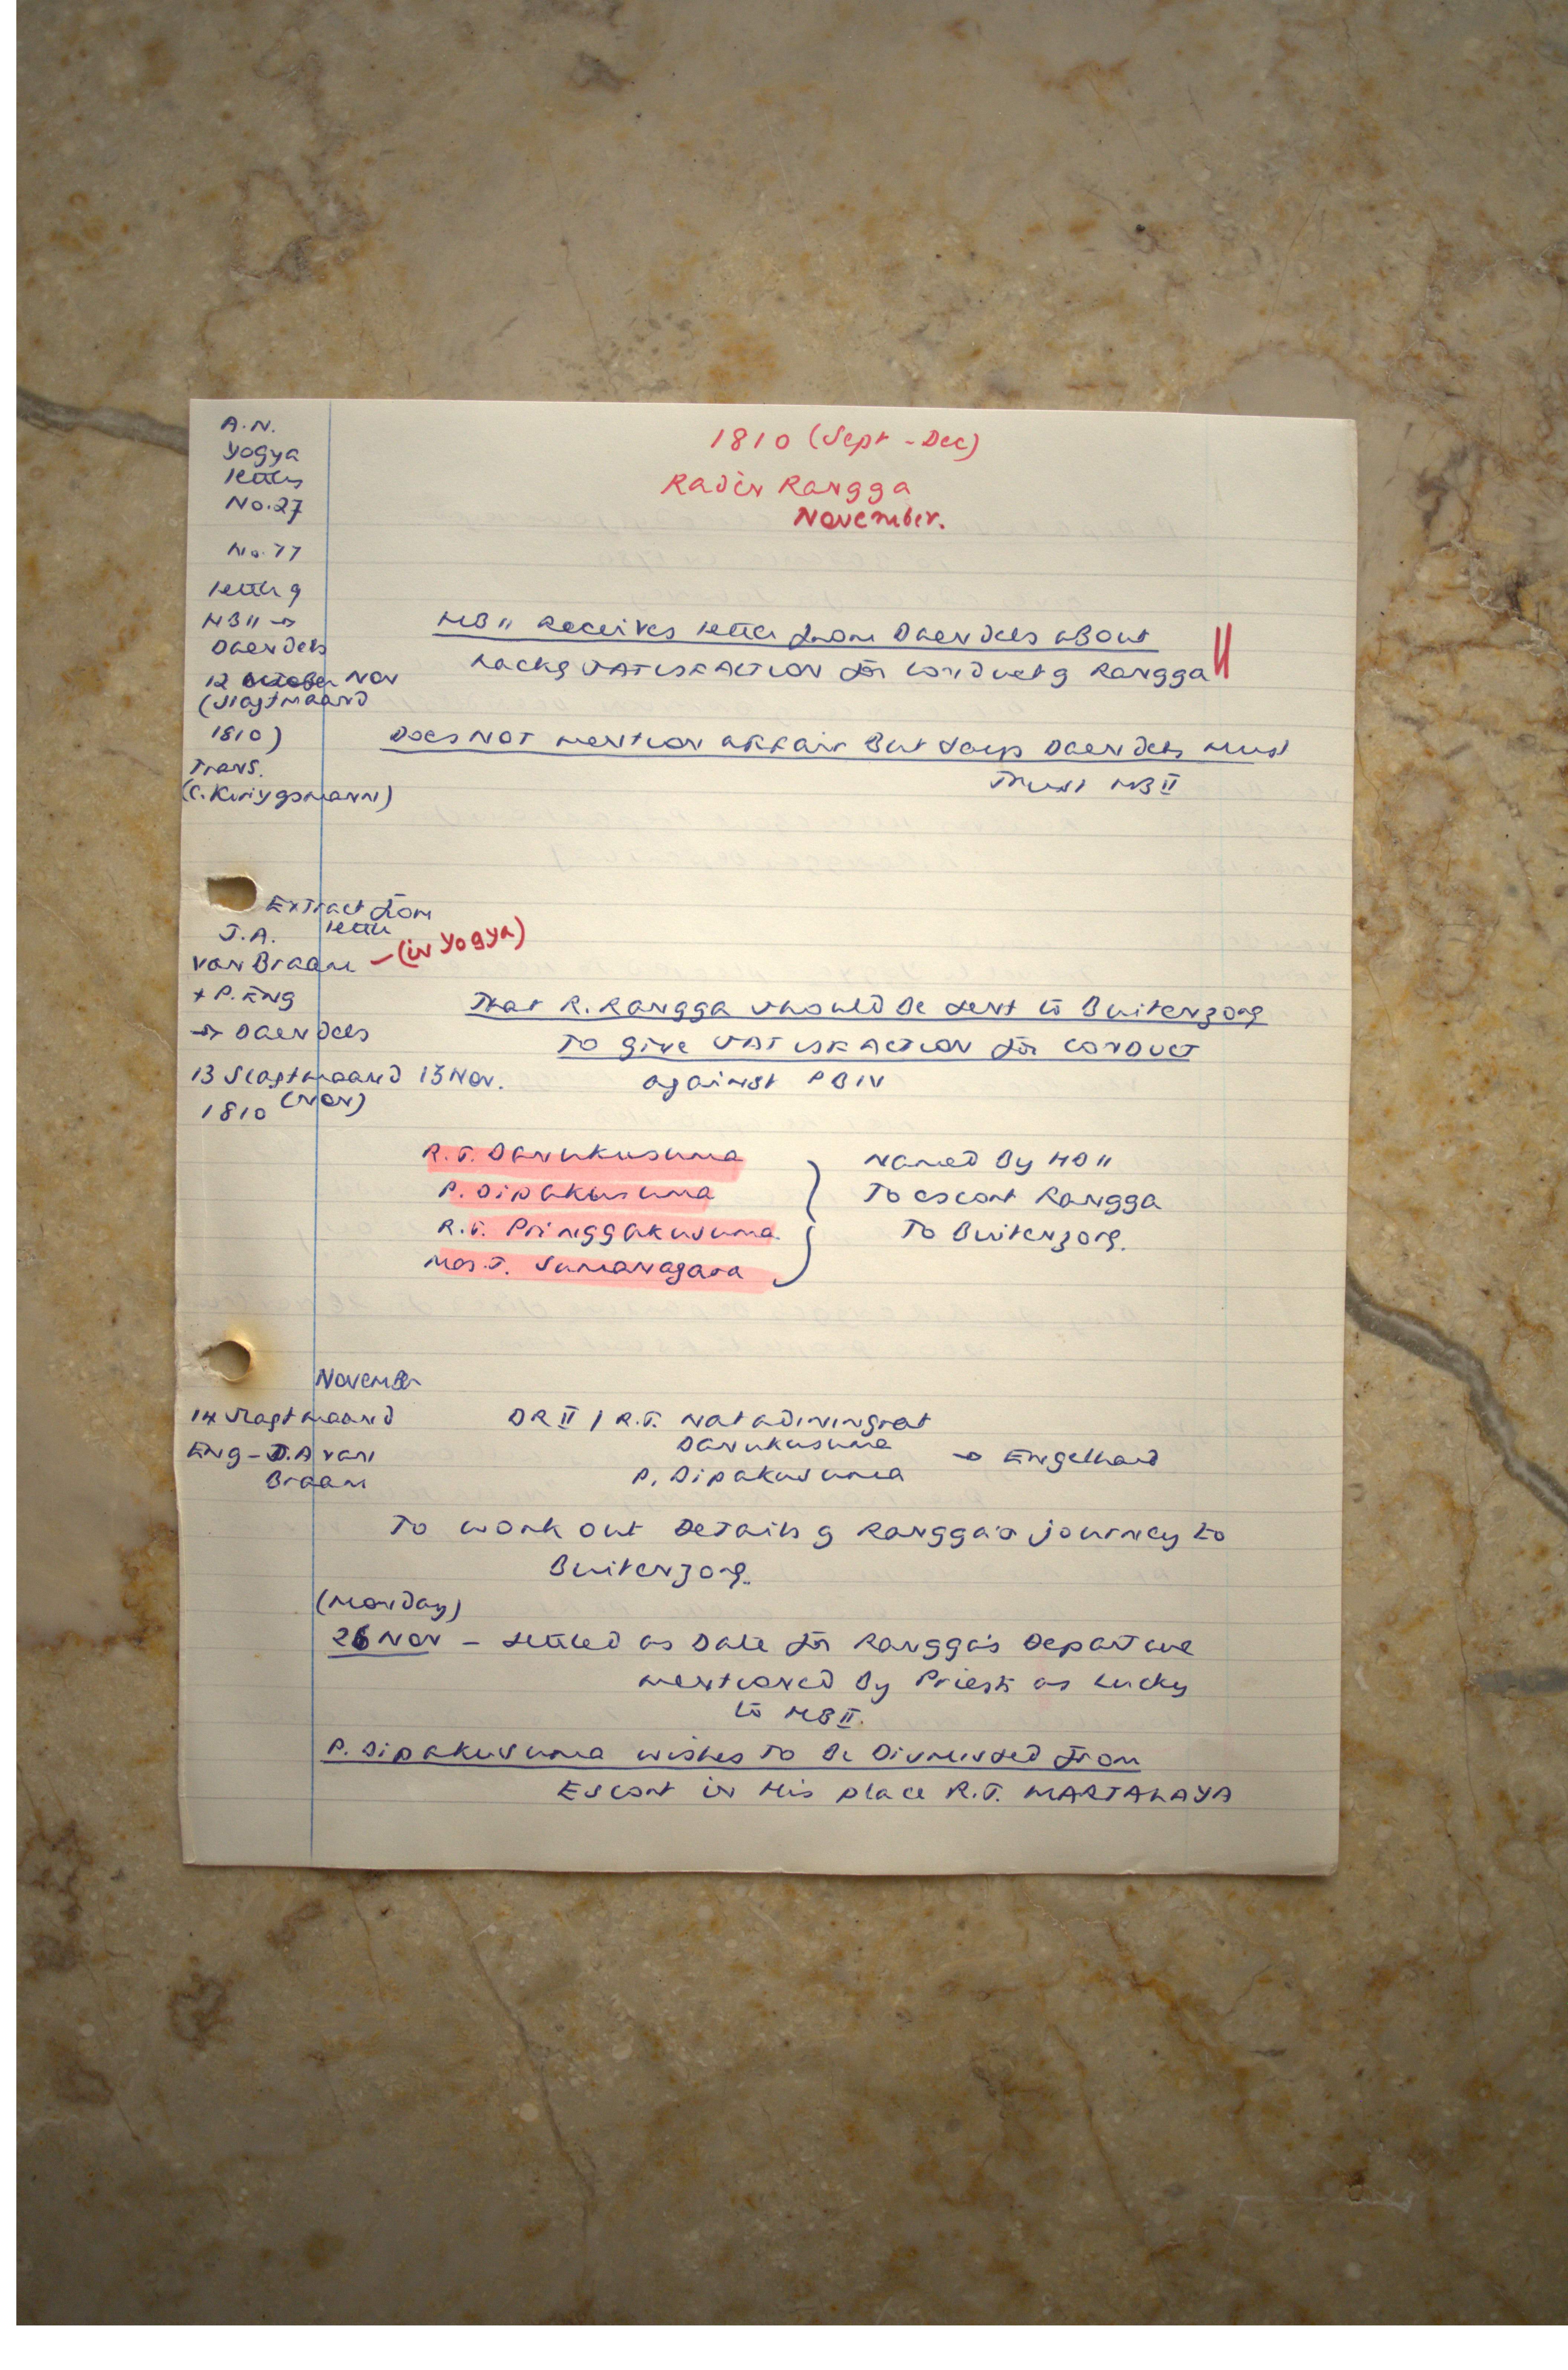 1810 (Sept - Dec)
Raden Rangga
November.
A.N.
Yogya
letters
No. 27
No. 77
letter of
HB II →
Daendels
12 October Nov
(Slagtmaand
1810)
Trans.
HB II Receives letter from Daendels about
lack of SATISFACTION for conduct of Rangga
Does NOT mention affair But says Daendels must
Trust HB II
Extract from
letter
J.A.
van Braam - (in Yogya)
+ P. Eng
→ Daendels
13 Slagtmaand 13 Nov.
1810 (Nov)
That R. Rangga should Be sent to Buitenzorg
To give SATISFACTION for CONDUCT
against PB IV
R.T. Danukusuma
P. Dipakusuma
R.T. Pringgakusuma
Mas. T. Sumanagara
Named By HB II
To escort Rangga
To Buitenzorg.
November
14 Slagtmaand
Eng - J.A van
Braam
DR II / R.T. Natadiningrat
Danukusuma
P. Dipakusuma
→ Engelhard
To work out Details of Rangga's journey to
Buitenzorg.
(Monday)
26 Nov - settled as Date for Rangga's Departure
mentioned By Priests as Lucky
to HB II.
P. Dipakusuma wishes To Be Dismissed from
Escort in His place R.T. MARTALAYA